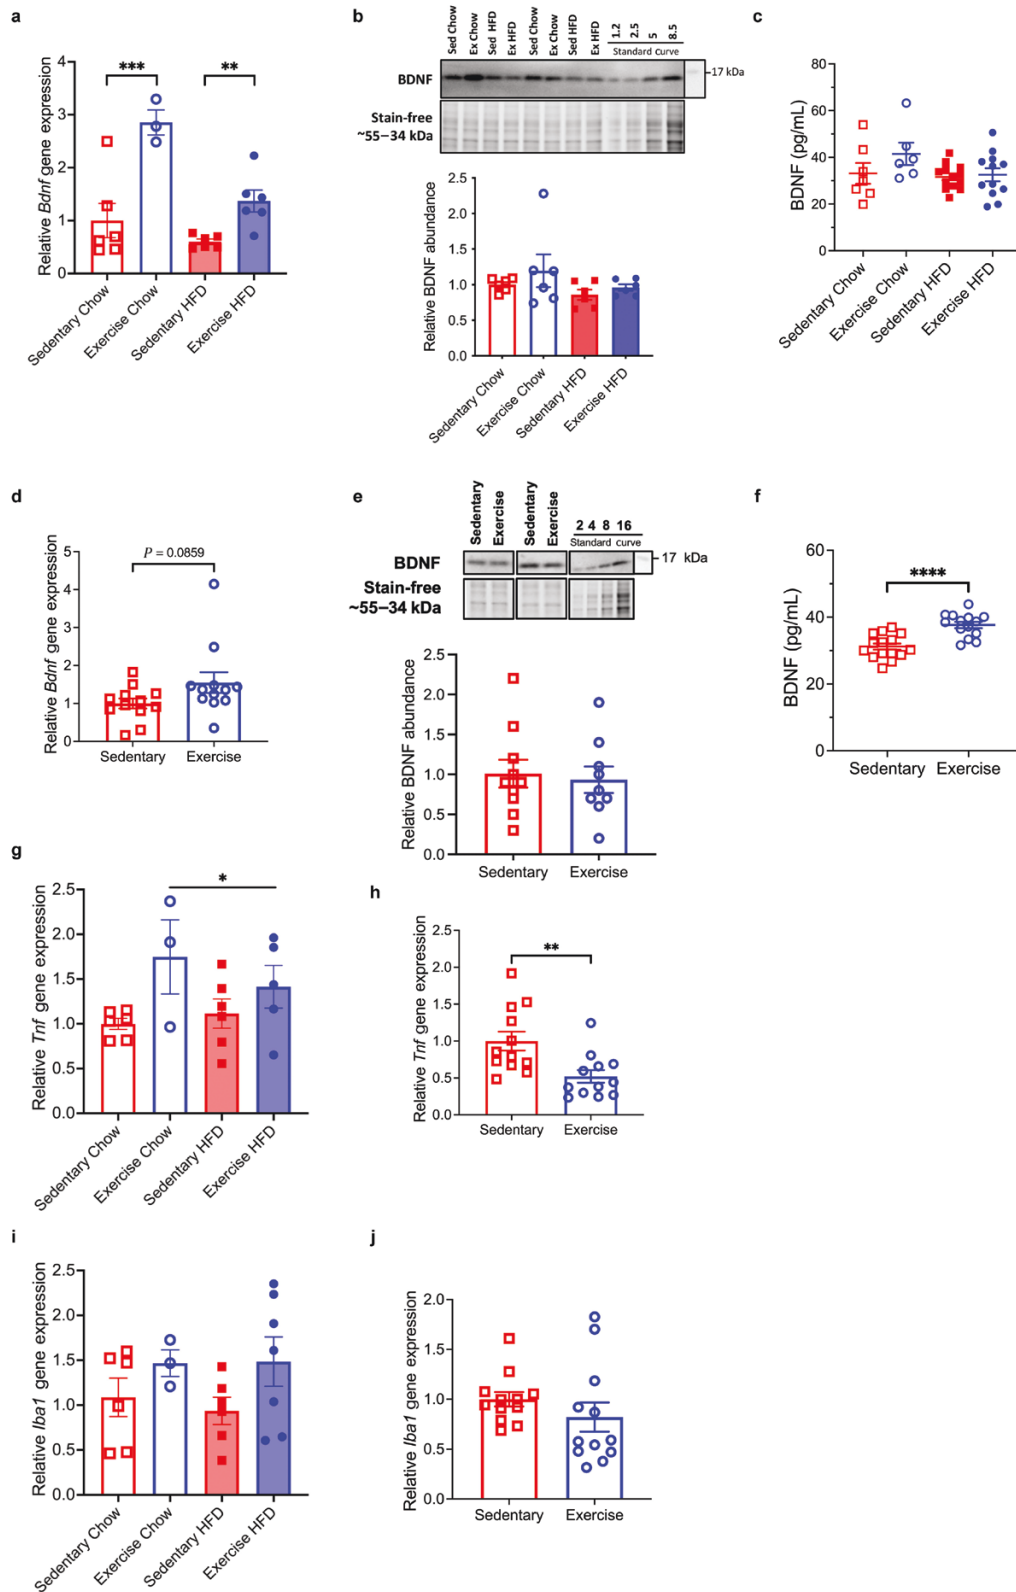 a
Relative Bdnf gene expression
4
3
2
1
0
***
**
Sedentary Chow
Exercise Chow
Sedentary HFD
Exercise HFD
b
Sed Chow
Ex Chow
Sed HFD
Ex HFD
Sed Chow
Ex Chow
Sed HFD
Ex HFD
1.2
2.5
5
8.5
Standard curve
BDNF
17 kDa
Stain-free
~55–34 kDa
Relative BDNF abundance
2.5
2.0
1.5
1.0
0.5
0.0
Sedentary Chow
Exercise Chow
Sedentary HFD
Exercise HFD
c
BDNF (pg/mL)
80
60
40
20
0
Sedentary Chow
Exercise Chow
Sedentary HFD
Exercise HFD
d
Relative Bdnf gene expression
5
4
3
2
1
0
P = 0.0859
Sedentary
Exercise
e
Sedentary
Exercise
Sedentary
Exercise
2 4 8 16
Standard curve
BDNF
17 kDa
Stain-free
~55–34 kDa
Relative BDNF abundance
2.5
2.0
1.5
1.0
0.5
0.0
Sedentary
Exercise
f
BDNF (pg/mL)
60
40
20
0
****
Sedentary
Exercise
g
Relative Tnf gene expression
2.5
2.0
1.5
1.0
0.5
0.0
*
Sedentary Chow
Exercise Chow
Sedentary HFD
Exercise HFD
h
Relative Tnf gene expression
2.5
2.0
1.5
1.0
0.5
0.0
**
Sedentary
Exercise
i
Relative Iba1 gene expression
2.5
2.0
1.5
1.0
0.5
0.0
Sedentary Chow
Exercise Chow
Sedentary HFD
Exercise HFD
j
Relative Iba1 gene expression
2.0
1.5
1.0
0.5
0.0
Sedentary
Exercise